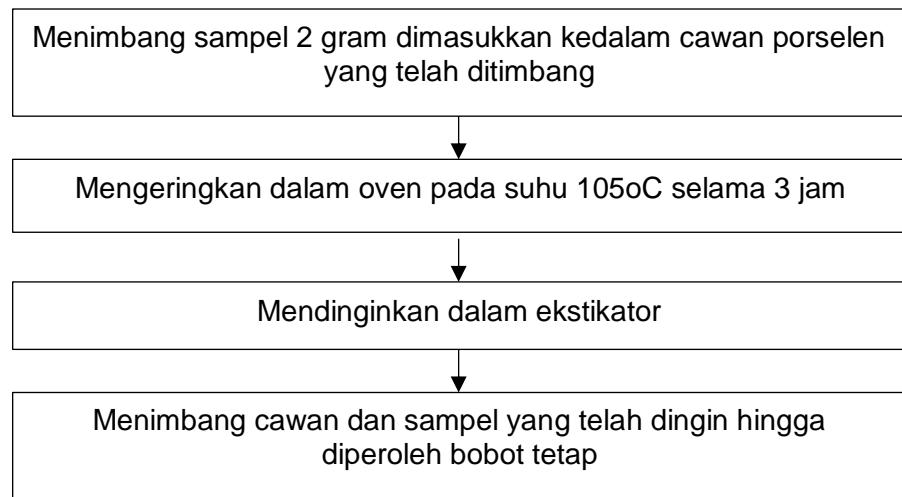 Menimbang sampel 2 gram dimasukkan kedalam cawan porselen
yang telah ditimbang
Mengeringkan dalam oven pada suhu 105oC selama 3 jam
Mendinginkan dalam ekstikator
Menimbang cawan dan sampel yang telah dingin hingga
diperoleh bobot tetap